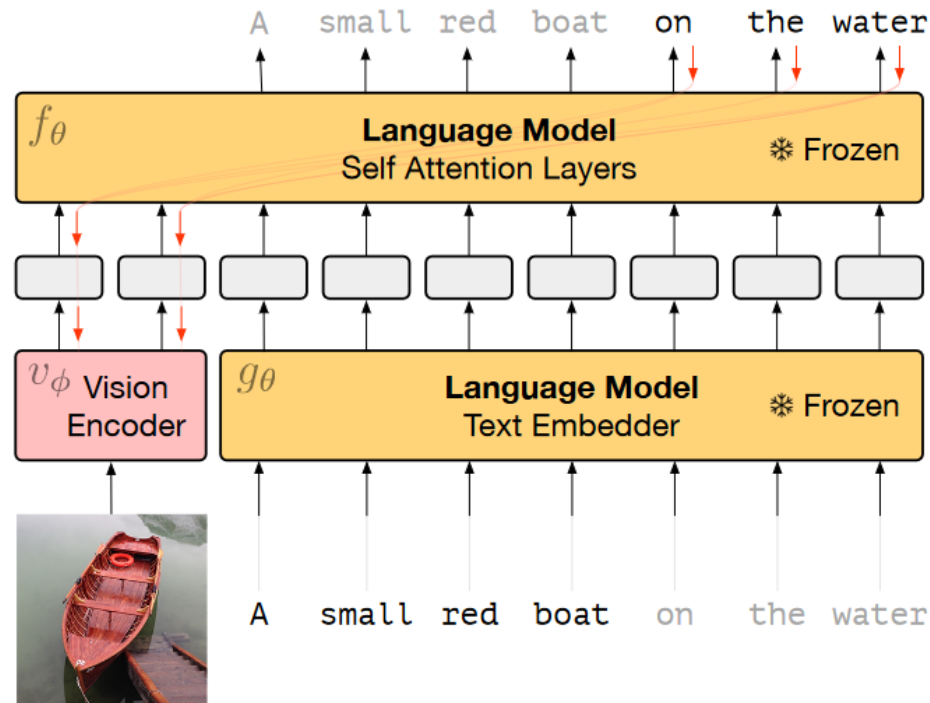 A small red boat on the water
fθ
Language Model
Self Attention Layers
❄ Frozen
vϕ Vision
Encoder
gθ
Language Model
Text Embedder
❄ Frozen
A small red boat on the water